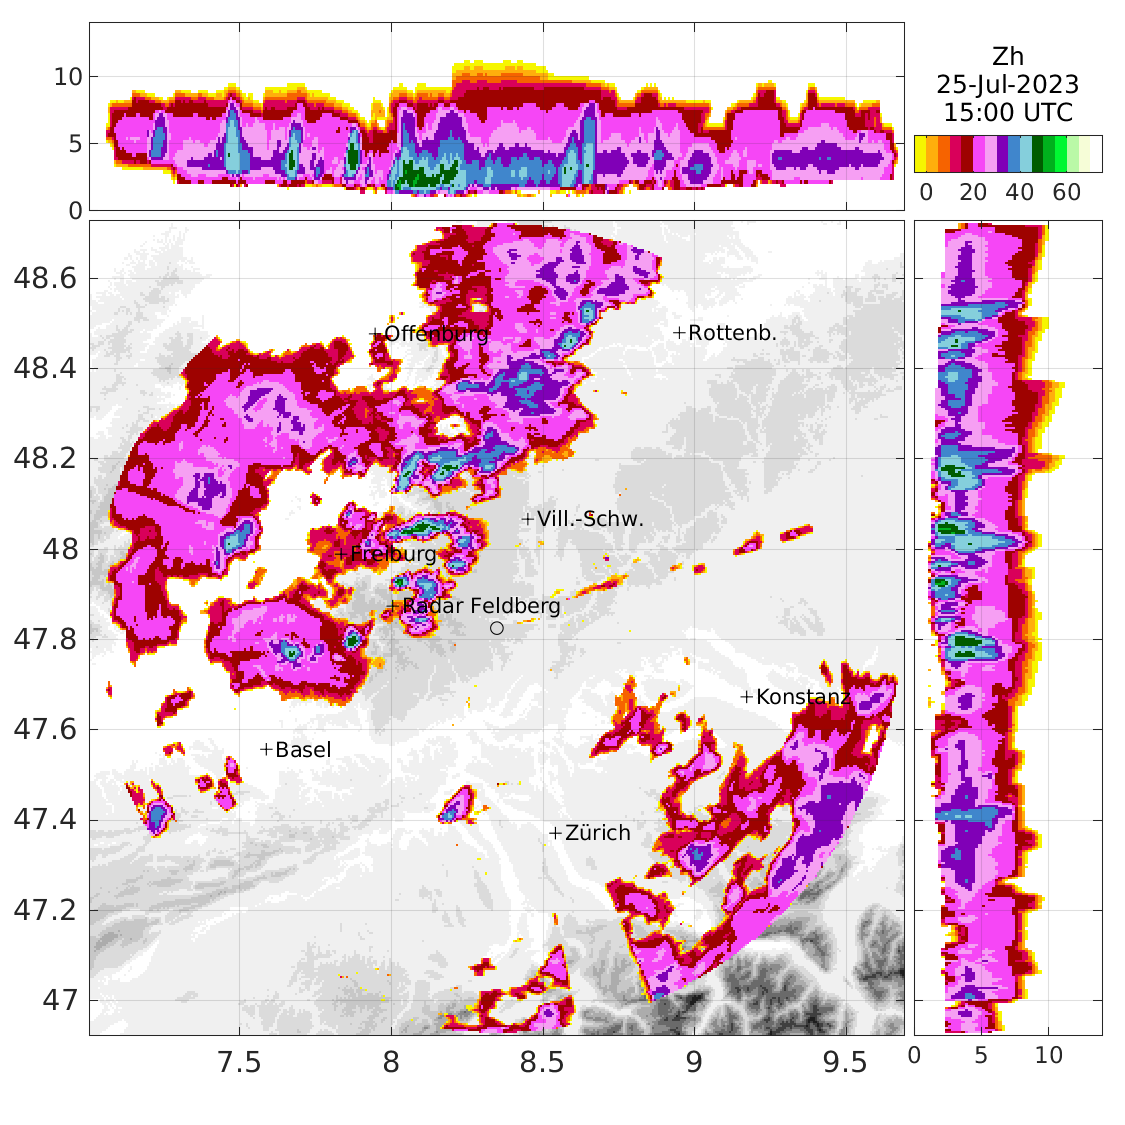 10
5
0
Zh
25-Jul-2023
15:00 UTC
0 20 40 60
48.6
48.4
48.2
48
47.8
47.6
47.4
47.2
47
+Offenburg
+Rottenb.
+Vill.-Schw.
+Freiburg
+Radar Feldberg
+Konstanz
+Basel
+Zürich
7.5 8 8.5 9 9.5
0 5 10